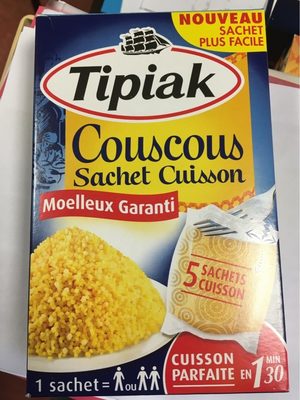 NOUVEAU
SACHET
PLUS FACILE
Tipiak
Couscous
Sachet Cuisson
Moelleux Garanti
5 SACHETS
CUISSON
1 sachet = ou
CUISSON
PARFAITE EN 1 MIN 30